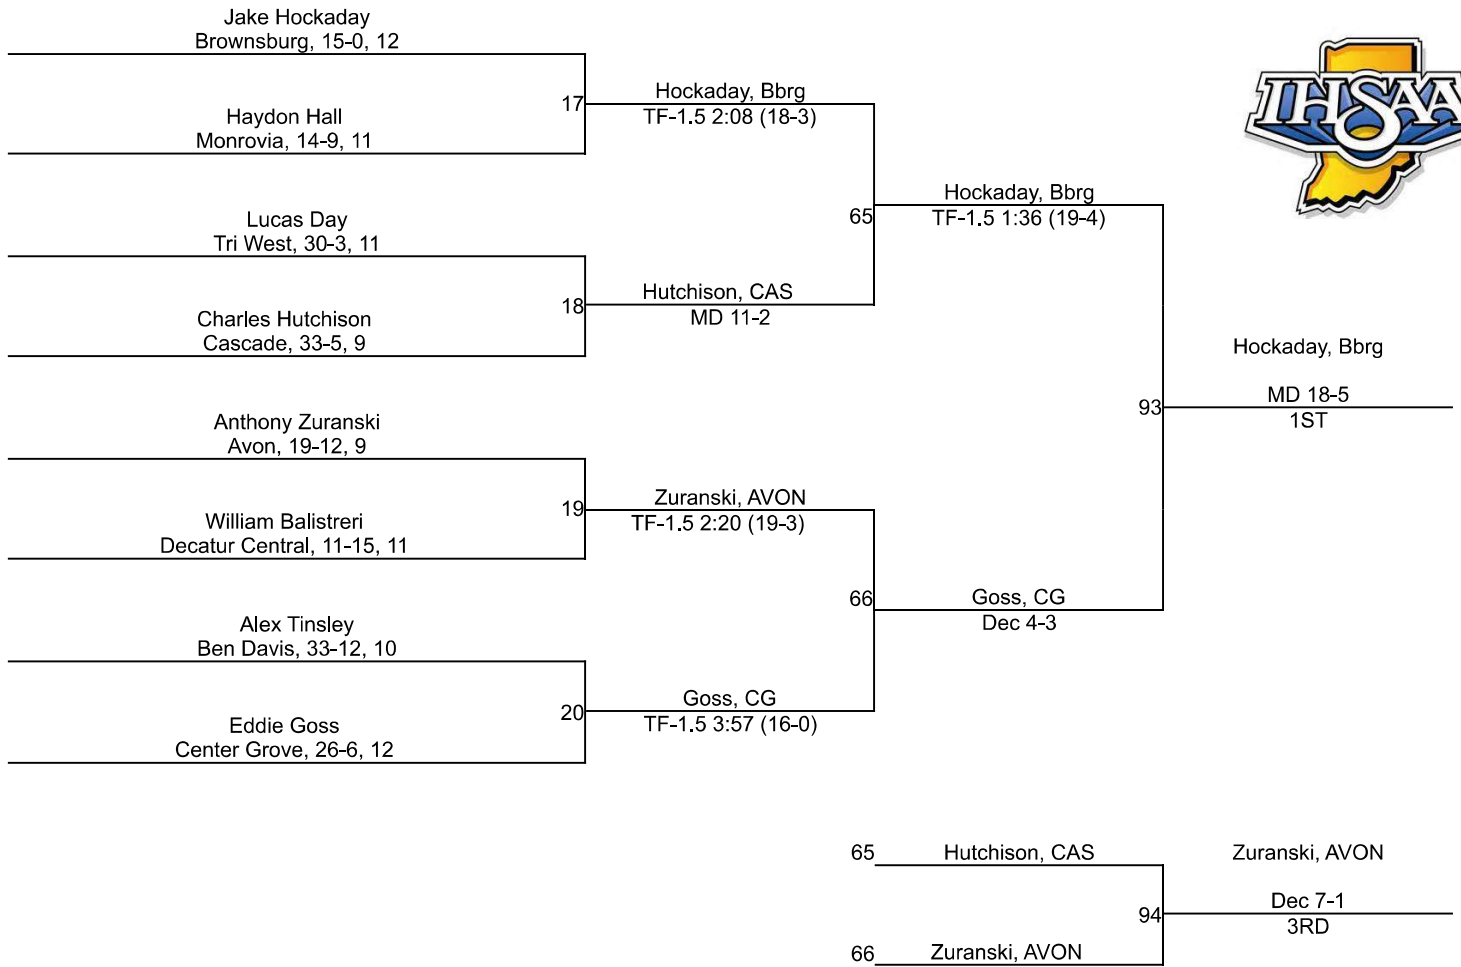 Jake Hockaday
Brownsburg, 15-0, 12
Haydon Hall
Monrovia, 14-9, 11
17
Hockaday, Bbrg
TF-1.5 2:08 (18-3)
Lucas Day
Tri West, 30-3, 11
Charles Hutchison
Cascade, 33-5, 9
18
Hutchison, CAS
MD 11-2
65
Hockaday, Bbrg
TF-1.5 1:36 (19-4)
Anthony Zuranski
Avon, 19-12, 9
William Balistreri
Decatur Central, 11-15, 11
19
Zuranski, AVON
TF-1.5 2:20 (19-3)
Alex Tinsley
Ben Davis, 33-12, 10
Eddie Goss
Center Grove, 26-6, 12
20
Goss, CG
TF-1.5 3:57 (16-0)
66
Goss, CG
Dec 4-3
93
Hockaday, Bbrg
MD 18-5
1ST
IHSAA
65
Hutchison, CAS
66
Zuranski, AVON
94
Zuranski, AVON
Dec 7-1
3RD